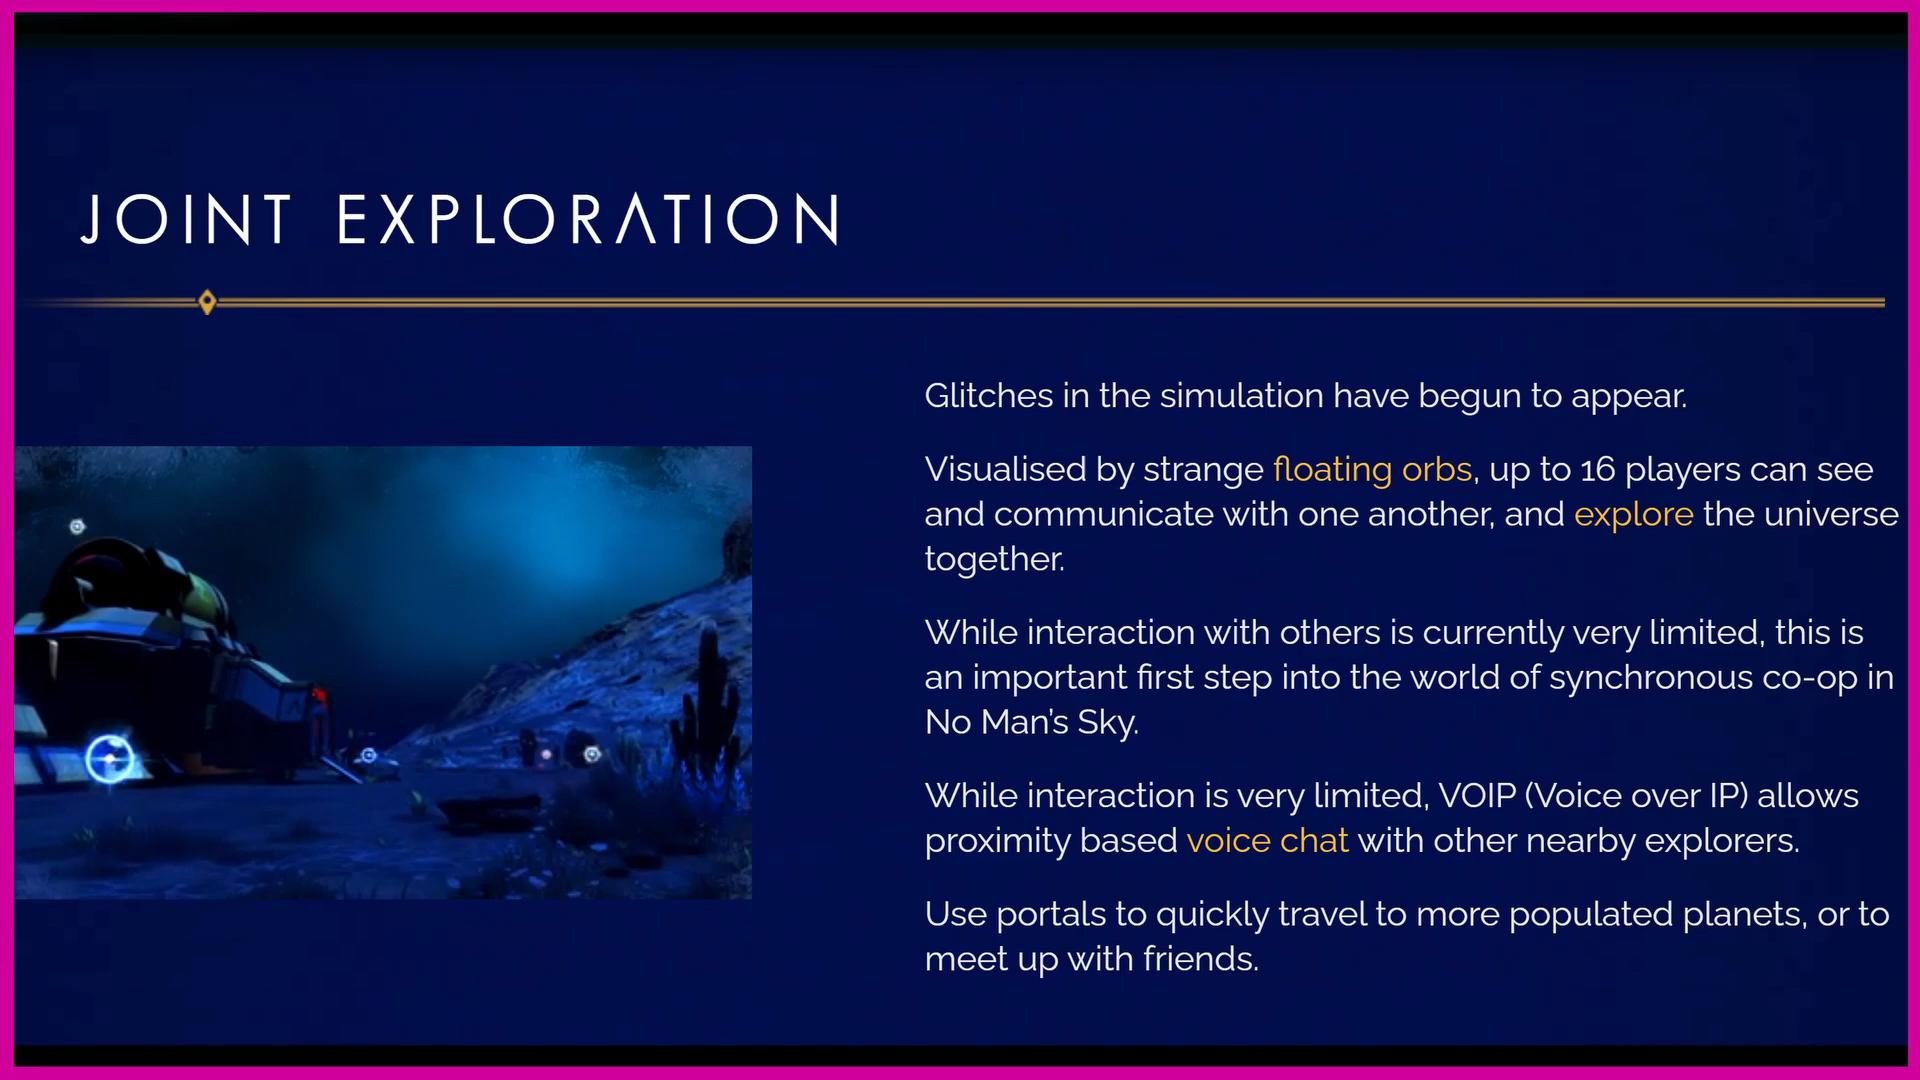 JOINT EXPLORATION
Glitches in the simulation have begun to appear.
Visualised by strange floating orbs, up to 16 players can see
and communicate with one another, and explore the universe
together.
While interaction with others is currently very limited, this is
an important first step into the world of synchronous co-op in
No Man's Sky.
While interaction is very limited, VOIP (Voice over IP) allows
proximity based voice chat with other nearby explorers.
Use portals to quickly travel to more populated planets, or to
meet up with friends.